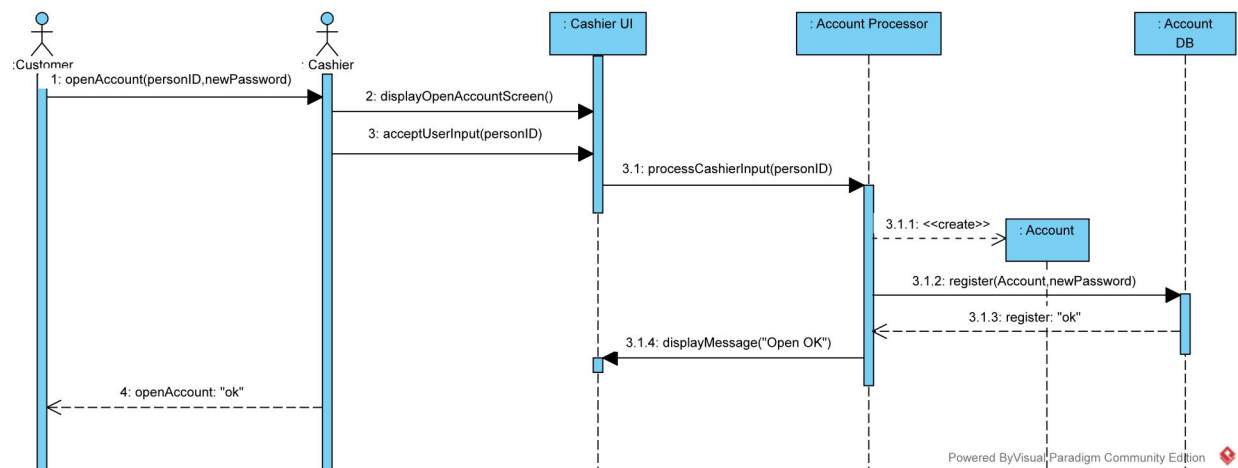 :Customer
: Cashier
: Cashier UI
: Account Processor
: Account
DB
1: openAccount(personID,newPassword)
2: displayOpenAccountScreen()
3: acceptUserInput(personID)
3.1: processCashierInput(personID)
3.1.1: <<create>>
: Account
3.1.2: register(Account,newPassword)
3.1.3: register: "ok"
3.1.4: displayMessage("Open OK")
4: openAccount: "ok"
Powered ByVisual Paradigm Community Edition